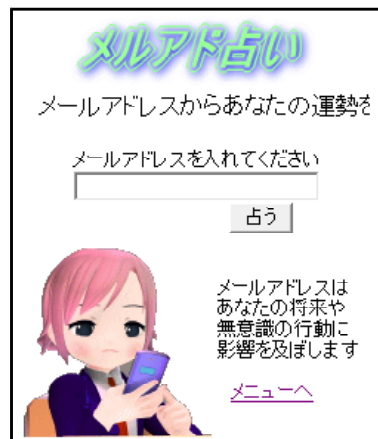 メルアド占い
メールアドレスからあなたの運勢を
メールアドレスを入れてください
占う
メールアドレスは
あなたの将来や
無意識の行動に
影響を及ぼします
メニューへ